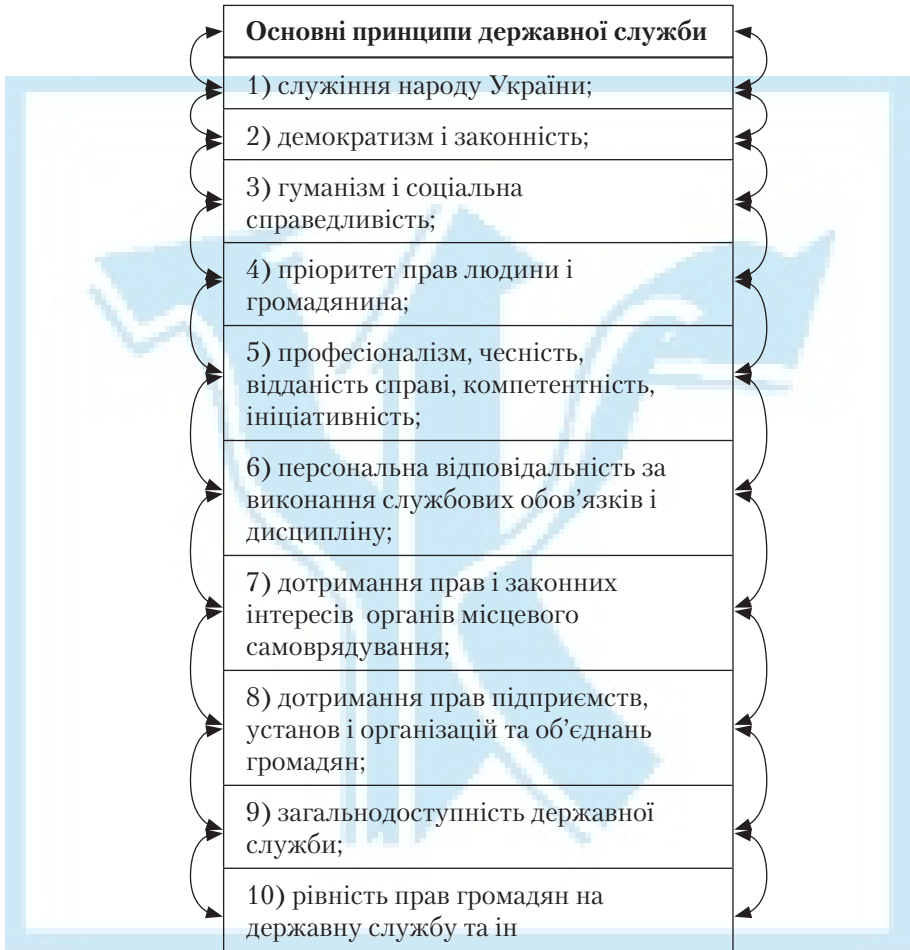 Основні принципи державної служби
1) служіння народу України;
2) демократизм і законність;
3) гуманізм і соціальна
справедливість;
4) пріоритет прав людини і
громадянина;
5) професіоналізм, чесність,
відданість справі, компетентність,
ініціативність;
6) персональна відповідальність за
виконання службових обов’язків і
дисципліну;
7) дотримання прав і законних
інтересів органів місцевого
самоврядування;
8) дотримання прав підприємств,
установ і організацій та об’єднань
громадян;
9) загальнодоступність державної
служби;
10) рівність прав громадян на
державну службу та ін